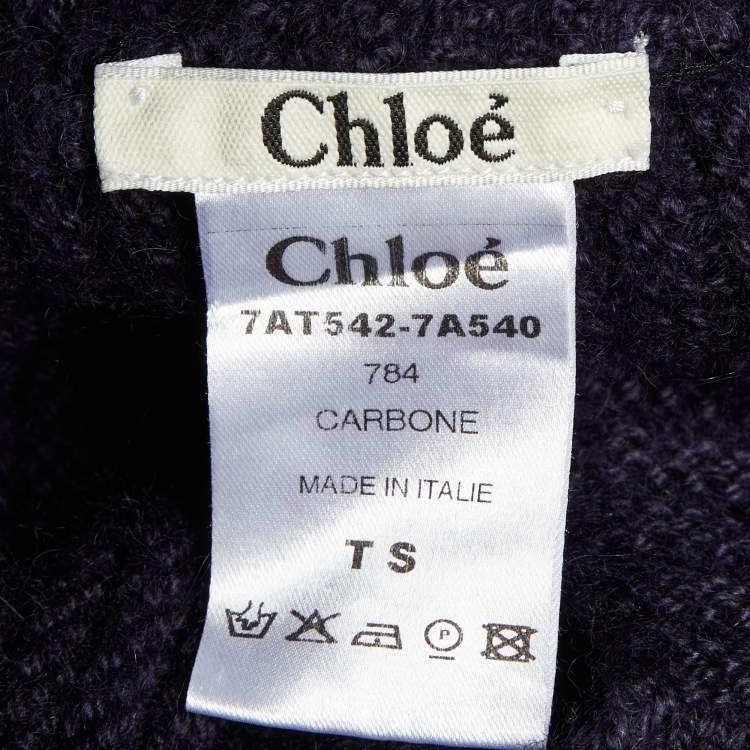 Chloé
Chloé
7AT542-7A540
784
CARBONE
MADE IN ITALIE
T S
P